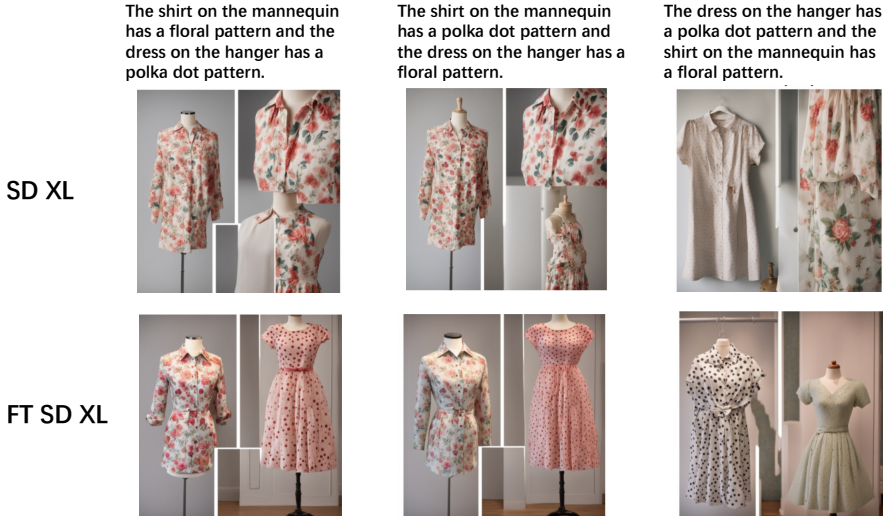 The shirt on the mannequin
has a floral pattern and the
dress on the hanger has a
polka dot pattern.
The shirt on the mannequin
has a polka dot pattern and
the dress on the hanger has a
floral pattern.
The dress on the hanger has
a polka dot pattern and the
shirt on the mannequin has
a floral pattern.
SD XL
FT SD XL